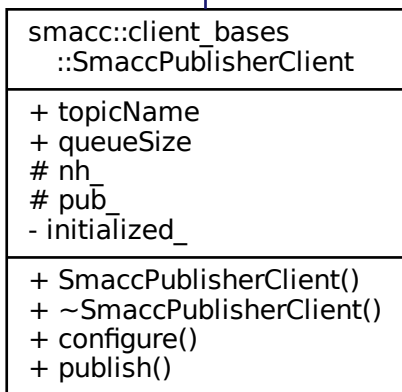 smacc::client_bases
::SmaccPublisherClient
+ topicName
+ queueSize
# nh_
# pub_
- initialized_
+ SmaccPublisherClient()
+ ~SmaccPublisherClient()
+ configure()
+ publish()